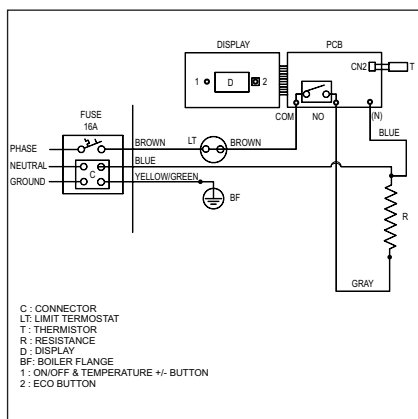 DISPLAY PCB
CN2 T
1 D 2
FUSE
16A
COM NO (N)
PHASE BROWN LT BROWN BLUE
NEUTRAL BLUE
GROUND C YELLOW/GREEN
BF
R
GRAY
C : CONNECTOR
LT: LIMIT TERMOSTAT
T : THERMISTOR
R : RESISTANCE
D : DISPLAY
BF: BOILER FLANGE
1 : ON/OFF & TEMPERATURE +/- BUTTON
2 : ECO BUTTON